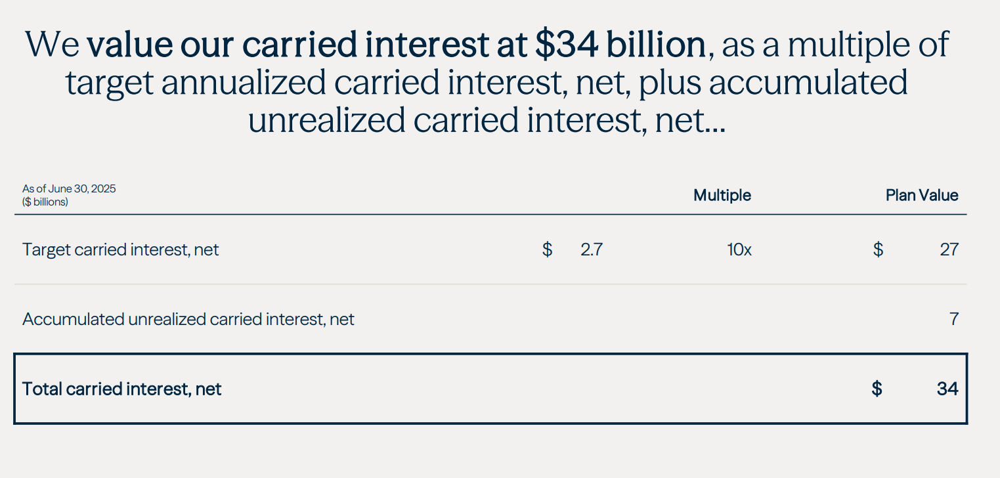 We value our carried interest at $34 billion, as a multiple of
target annualized carried interest, net, plus accumulated
unrealized carried interest, net...
As of June 30, 2025
($ billions) Multiple Plan Value
Target carried interest, net $ 2.7 10x $ 27
Accumulated unrealized carried interest, net 7
Total carried interest, net $ 34